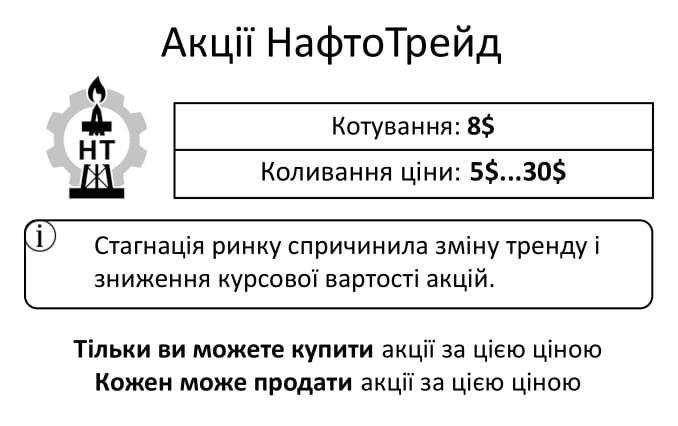 Акції НафтоТрейд
НТ
Котування: 8$
Коливання ціни: 5$...30$
i
Стагнація ринку спричинила зміну тренду і
зниження курсової вартості акцій.
Тільки ви можете купити акції за цією ціною
Кожен може продати акції за цією ціною